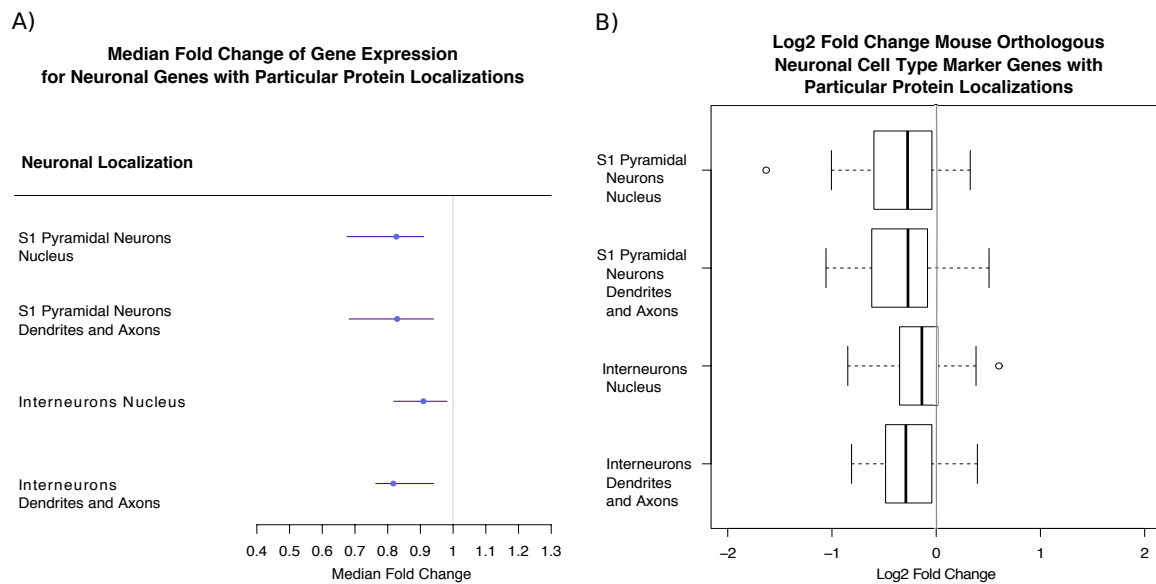 A)
Median Fold Change of Gene Expression
for Neuronal Genes with Particular Protein Localizations
Neuronal Localization
S1 Pyramidal Neurons
Nucleus
S1 Pyramidal Neurons
Dendrites and Axons
Interneurons Nucleus
Interneurons
Dendrites and Axons
0.4 0.5 0.6 0.7 0.8 0.9 1 1.1 1.2 1.3
Median Fold Change
B)
Log2 Fold Change Mouse Orthologous
Neuronal Cell Type Marker Genes with
Particular Protein Localizations
S1 Pyramidal
Neurons
Nucleus
S1 Pyramidal
Neurons
Dendrites
and Axons
Interneurons
Nucleus
Interneurons
Dendrites
and Axons
−2 −1 0 1 2
Log2 Fold Change